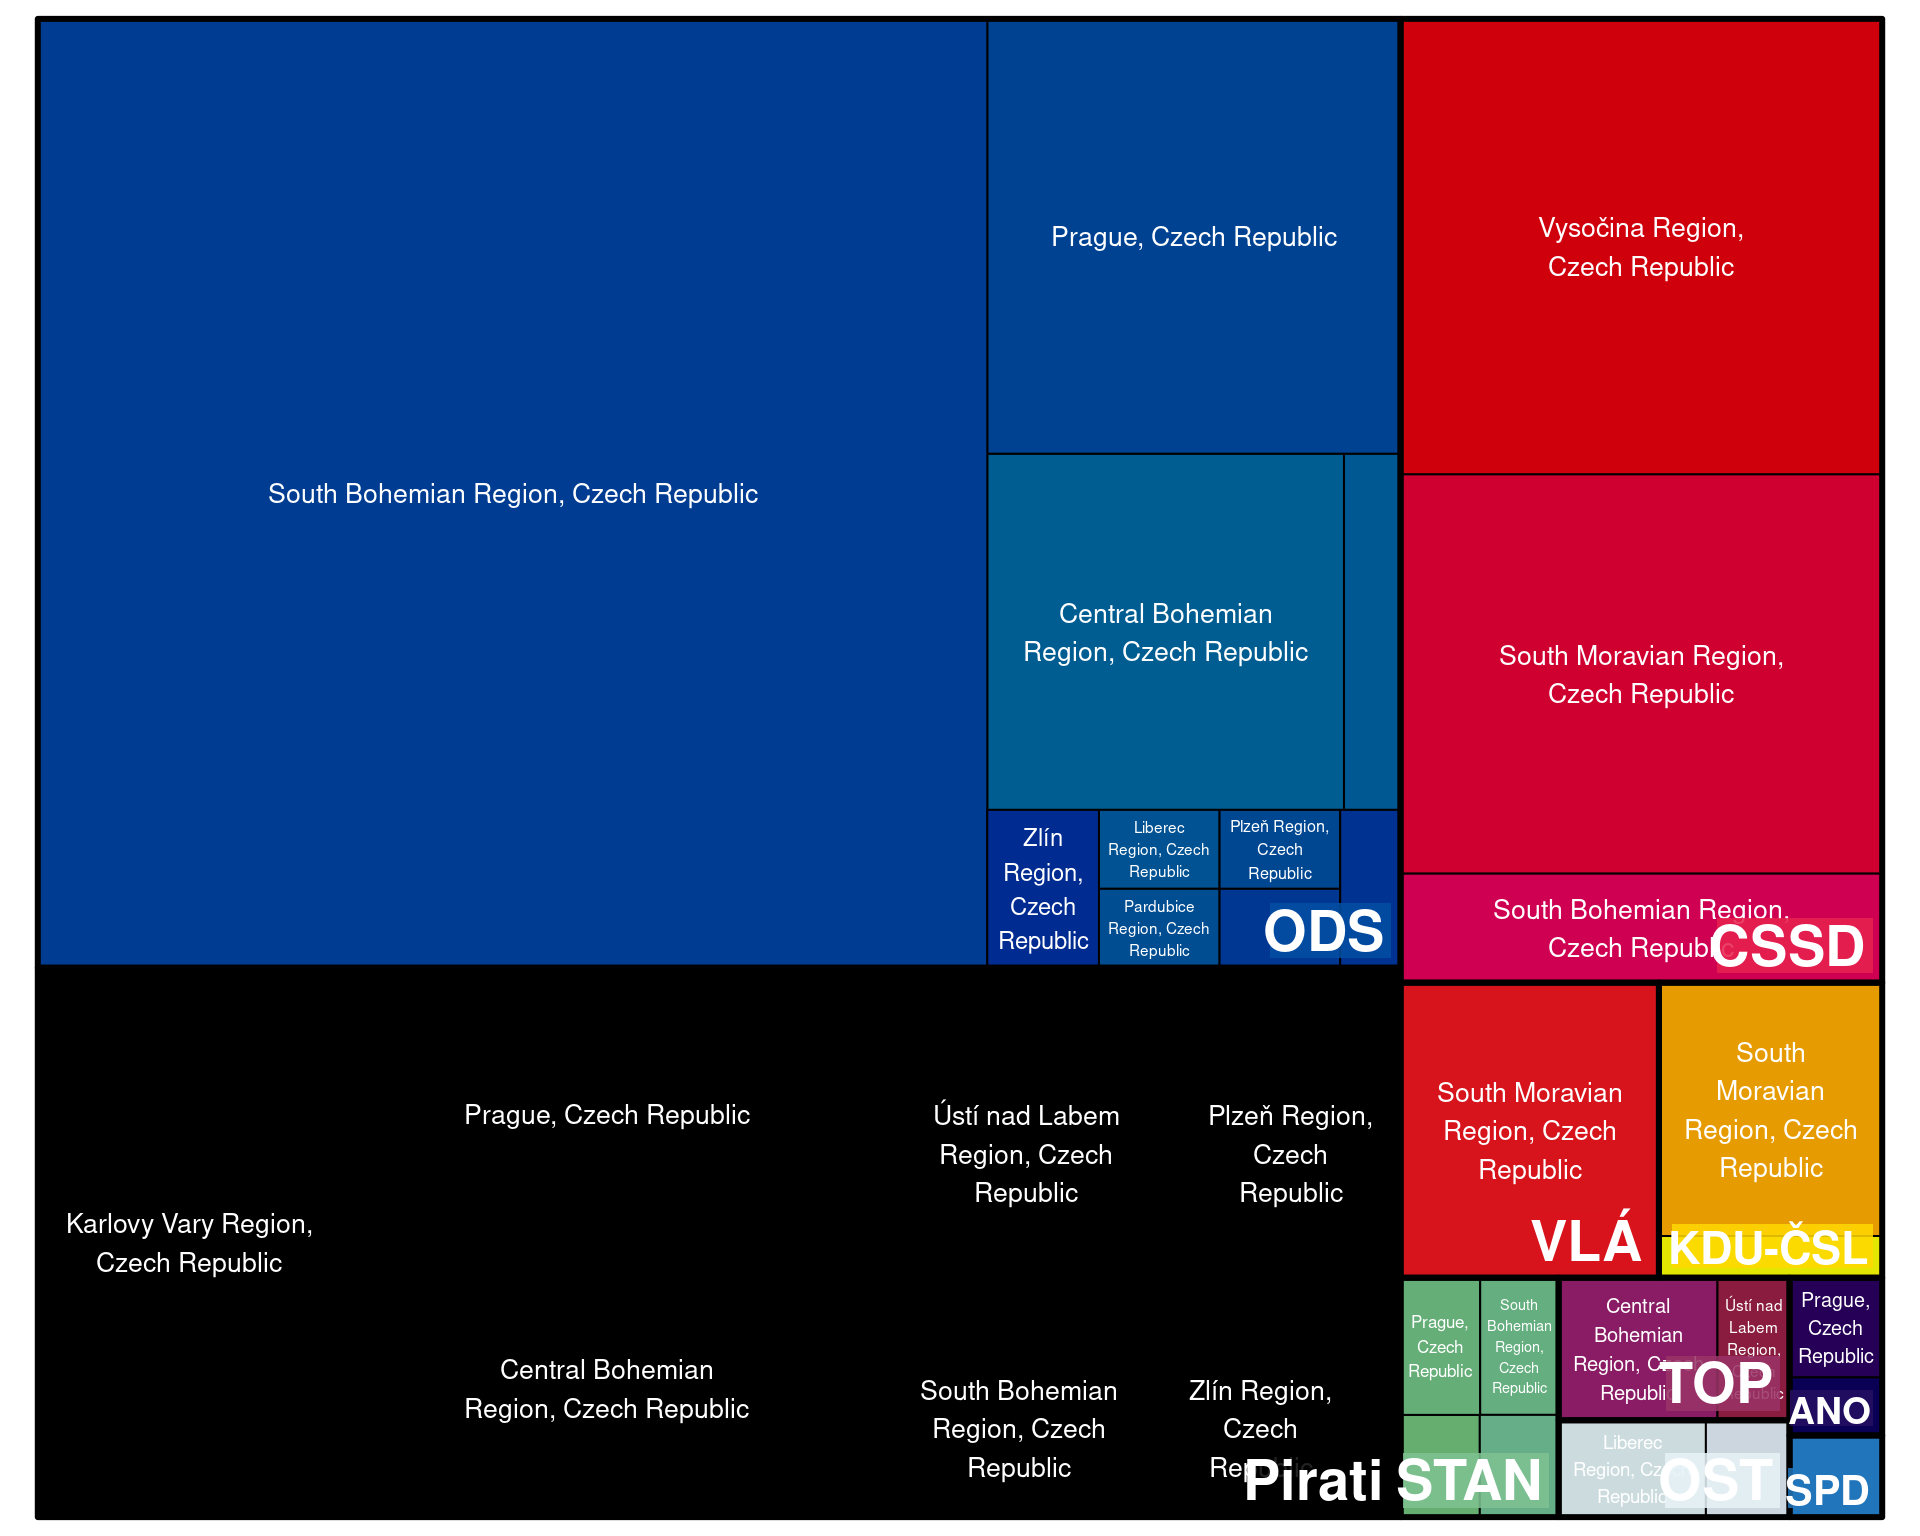 South Bohemian Region, Czech Republic
Prague, Czech Republic
Central Bohemian
Region, Czech Republic
Zlín
Region,
Czech
Republic
Liberec
Region, Czech
Republic
Pardubice
Region, Czech
Republic
Plzeň Region,
Czech
Republic
ODS
Vysočina Region,
Czech Republic
South Moravian Region,
Czech Republic
South Bohemian Region,
Czech Republic
CSSD
Karlovy Vary Region,
Czech Republic
Prague, Czech Republic
Central Bohemian
Region, Czech Republic
Ústí nad Labem
Region, Czech
Republic
Plzeň Region,
Czech
Republic
South Bohemian
Region, Czech
Republic
Zlín Region,
Czech
Republic
Pirati
South Moravian
Region, Czech
Republic
VLÁ
South
Moravian
Region, Czech
Republic
KDU-ČSL
Prague,
Czech
Republic
South
Bohemian
Region,
Czech
Republic
STAN
Central
Bohemian
Region, Czech
Republic
Ústí nad
Labem
Region,
Czech
Republic
TOP
Prague,
Czech
Republic
ANO
Liberec
Region, Czech
Republic
OST
SPD